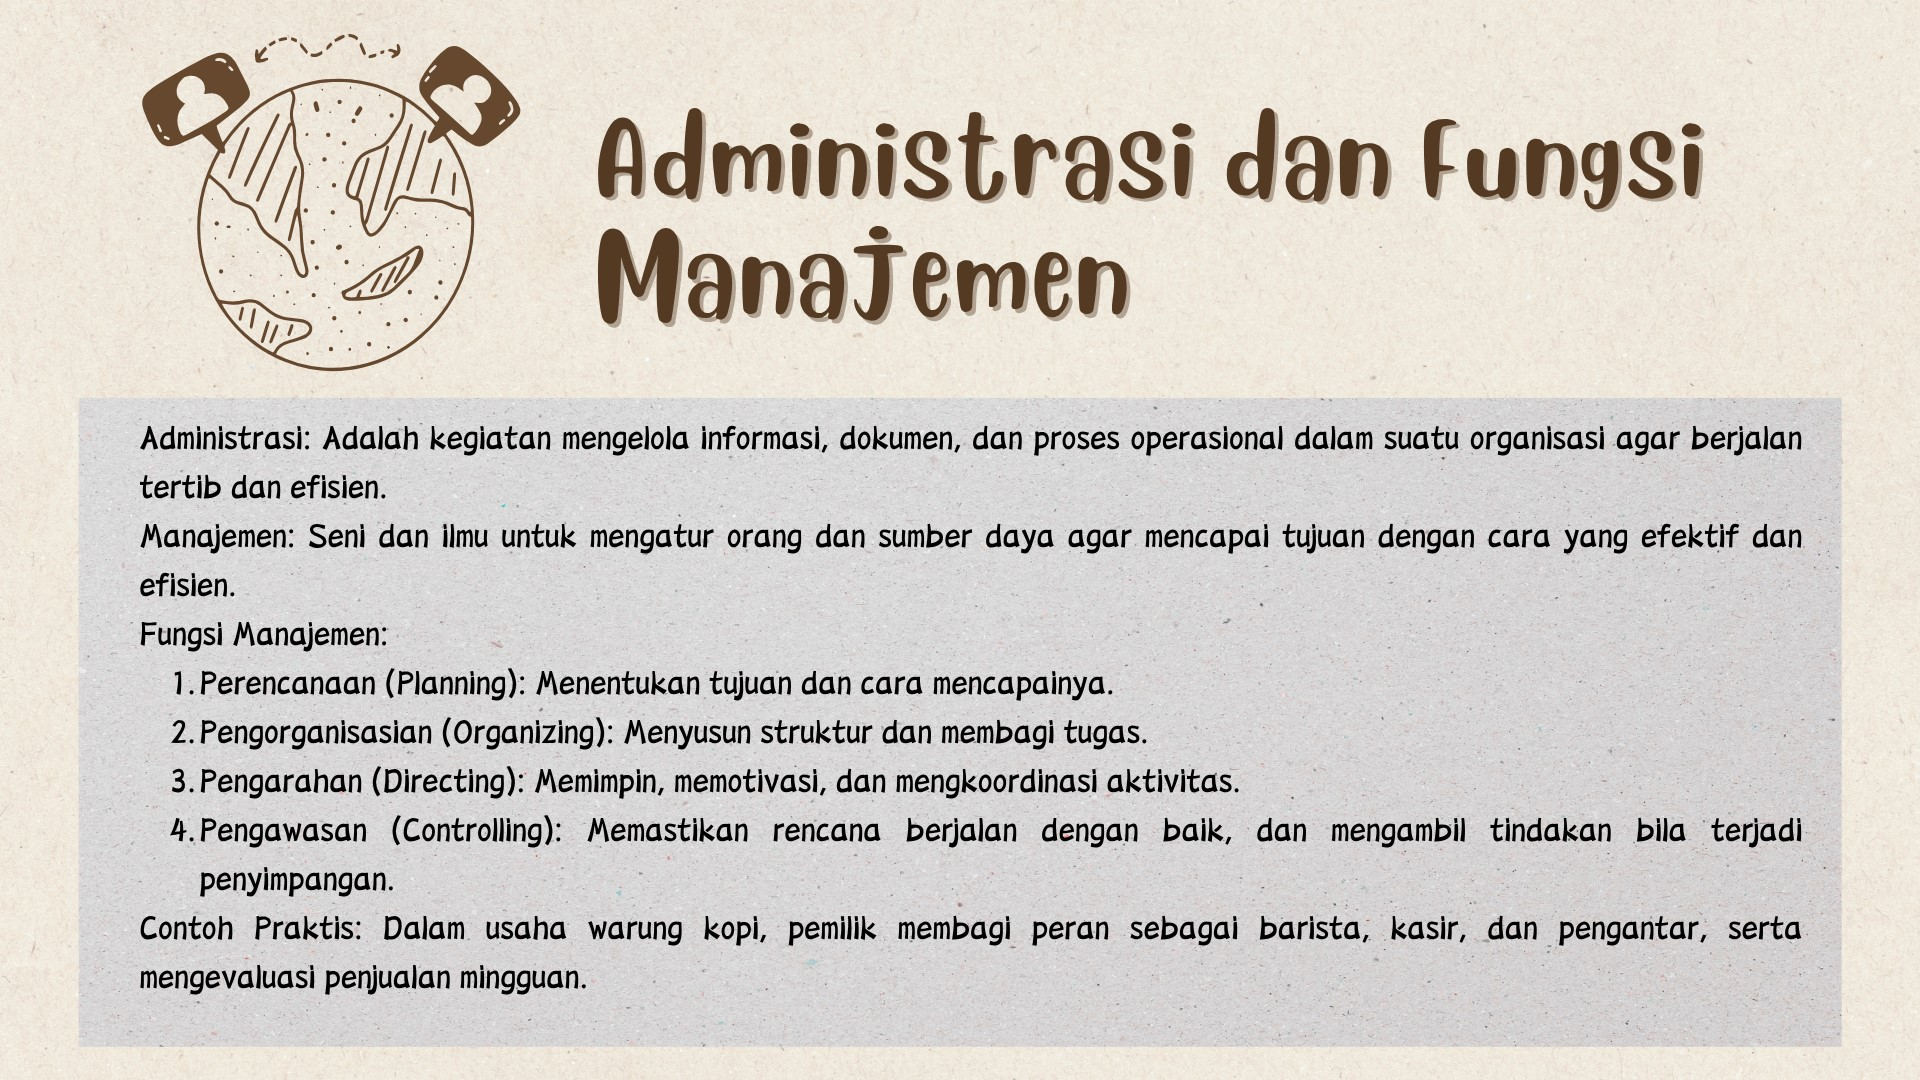 Administrasi dan Fungsi
Manajemen
Administrasi: Adalah kegiatan mengelola informasi, dokumen, dan proses operasional dalam suatu organisasi agar berjalan
tertib dan efisien.
Manajemen: Seni dan ilmu untuk mengatur orang dan sumber daya agar mencapai tujuan dengan cara yang efektif dan
efisien.
Fungsi Manajemen:
1. Perencanaan (Planning): Menentukan tujuan dan cara mencapainya.
2. Pengorganisasian (Organizing): Menyusun struktur dan membagi tugas.
3. Pengarahan (Directing): Memimpin, memotivasi, dan mengkoordinasi aktivitas.
4. Pengawasan (Controlling): Memastikan rencana berjalan dengan baik, dan mengambil tindakan bila terjadi
penyimpangan.
Contoh Praktis: Dalam usaha warung kopi, pemilik membagi peran sebagai barista, kasir, dan pengantar, serta
mengevaluasi penjualan mingguan.